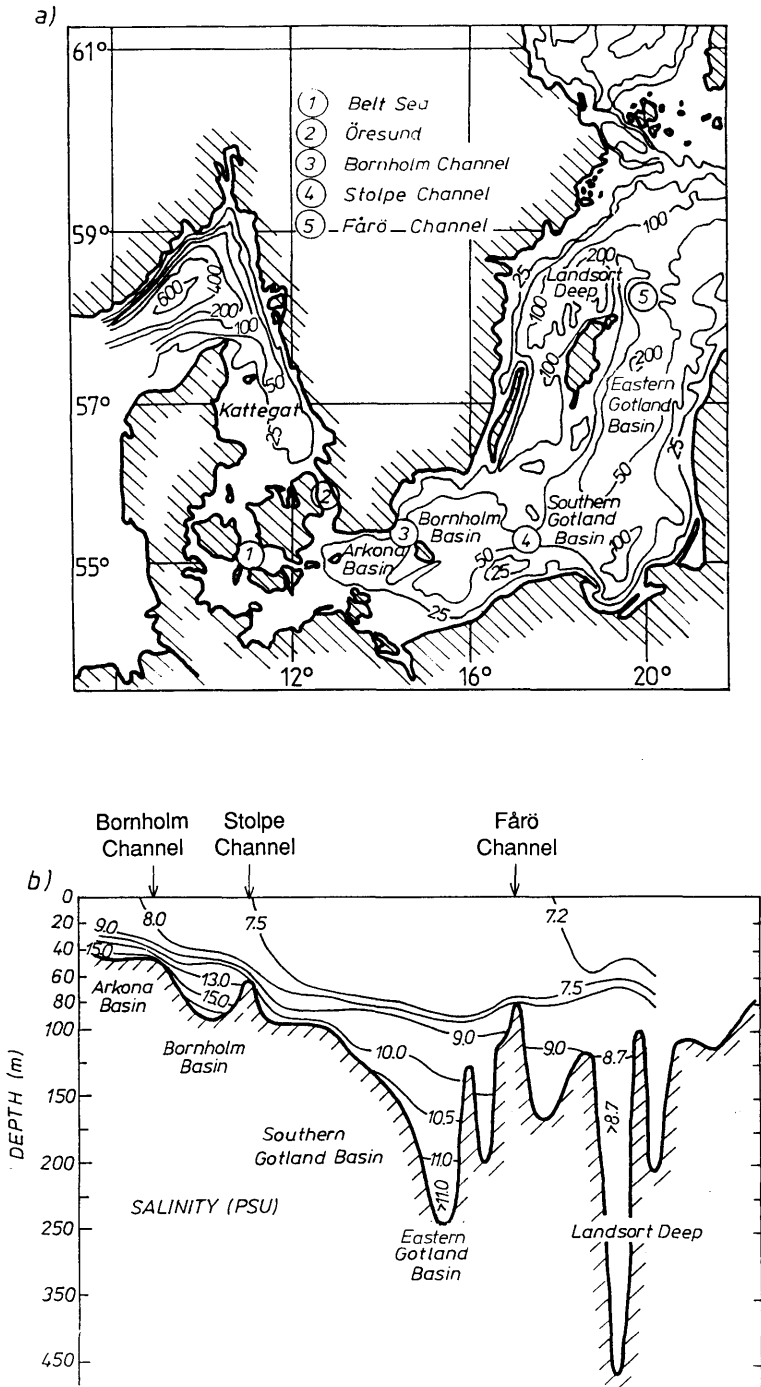 a)
61°
59°
57°
55°
12°
16°
20°
1 Belt Sea
2 Öresund
3 Bornholm Channel
4 Stolpe Channel
5 Fårö Channel
600
400
200
100
50
25
Kattegat
1
2
3
4
5
Arkona
Basin
Bornholm
Basin
50
25
25
Southern
Gotland
Basin
100
50
25
Eastern
Gotland
Basin
200
200
100
100
100
25
Landsort
Deep
Bornholm
Channel
Stolpe
Channel
Fårö
Channel
b)
0
20
40
60
80
100
150
200
250
350
450
DEPTH (m)
9.0
8.0
7.5
7.2
15.0
13.0
15.0
7.5
9.0
9.0
8.7
>8.7
10.0
10.5
11.0
>11.0
Arkona
Basin
Bornholm
Basin
Southern
Gotland Basin
SALINITY (PSU)
Eastern
Gotland
Basin
Landsort Deep